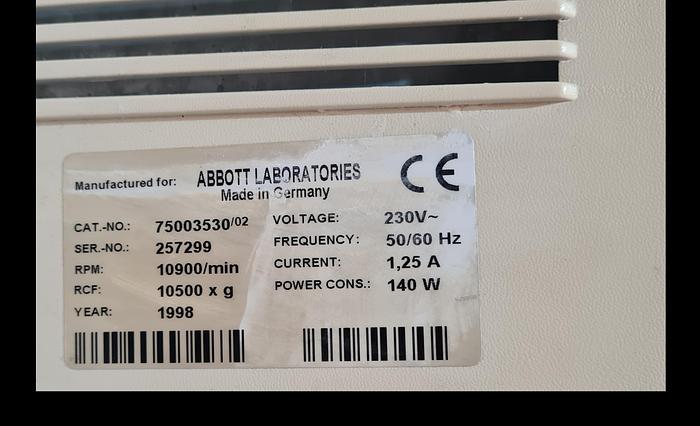 Manufactured for: ABBOTT LABORATORIES
Made in Germany
CE
CAT.-NO.: 75003530/02
SER.-NO.: 257299
RPM: 10900/min
RCF: 10500 x g
YEAR: 1998
VOLTAGE: 230V~
FREQUENCY: 50/60 Hz
CURRENT: 1,25 A
POWER CONS.: 140 W